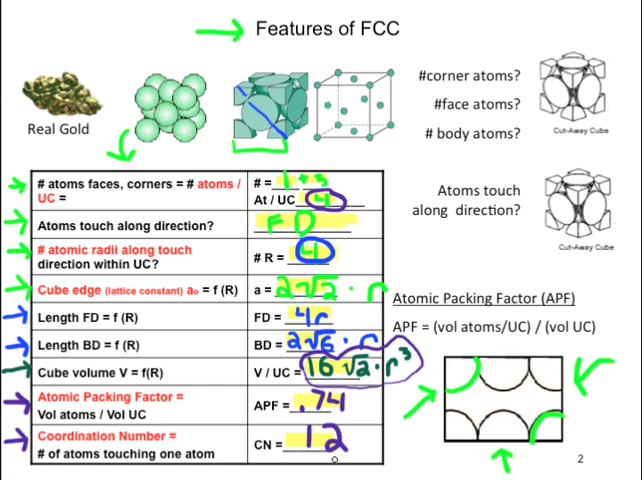 Features of FCC
Real Gold
#corner atoms?
#face atoms?
# body atoms?
Cut-Away Cube
Atoms touch
along direction?
Cut-Away Cube
# atoms faces, corners = # atoms /
UC =
# = 1 + 3
At / UC 4
Atoms touch along direction?
FD
# atomic radii along touch
direction within UC?
# R = 4
Cube edge (lattice constant) a₀ = f (R)
a = 2√2 · r
Length FD = f (R)
FD = 4r
Length BD = f (R)
BD = 2√6 · r
Cube volume V = f(R)
V / UC = 16√2 · r³
Atomic Packing Factor =
Vol atoms / Vol UC
APF = .74
Coordination Number =
# of atoms touching one atom
CN = 12
Atomic Packing Factor (APF)
APF = (vol atoms/UC) / (vol UC)
2